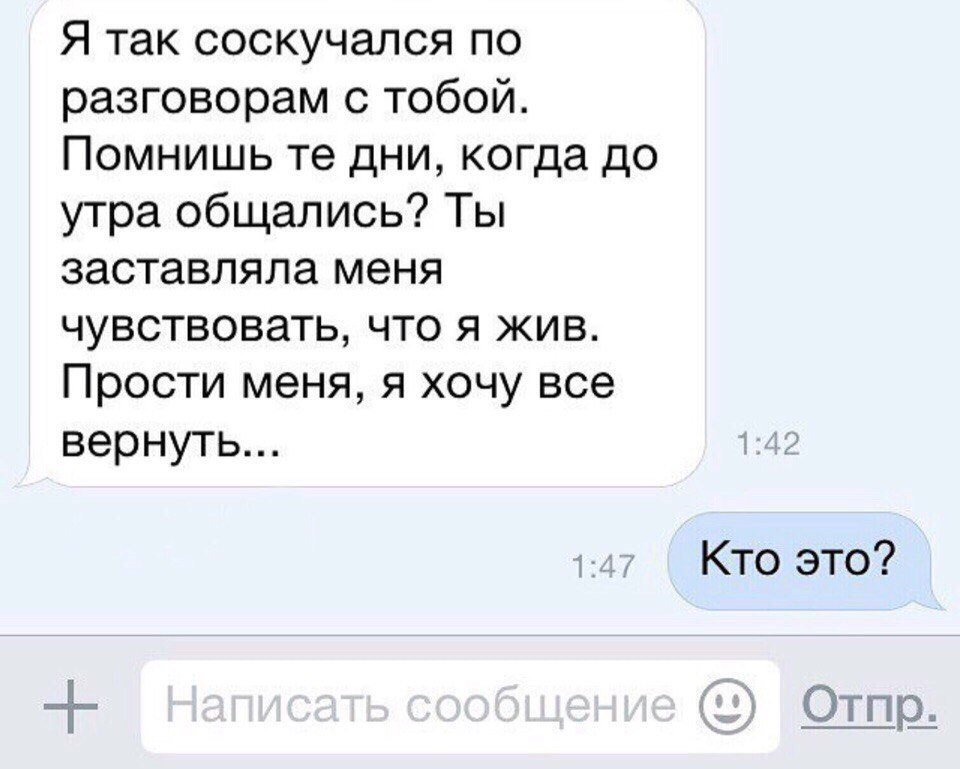 Я так соскучался по
разговорам с тобой.
Помнишь те дни, когда до
утра общались? Ты
заставляла меня
чувствовать, что я жив.
Прости меня, я хочу все
вернуть...
1:42
1:47
Кто это?
Написать сообщение
Отпр.